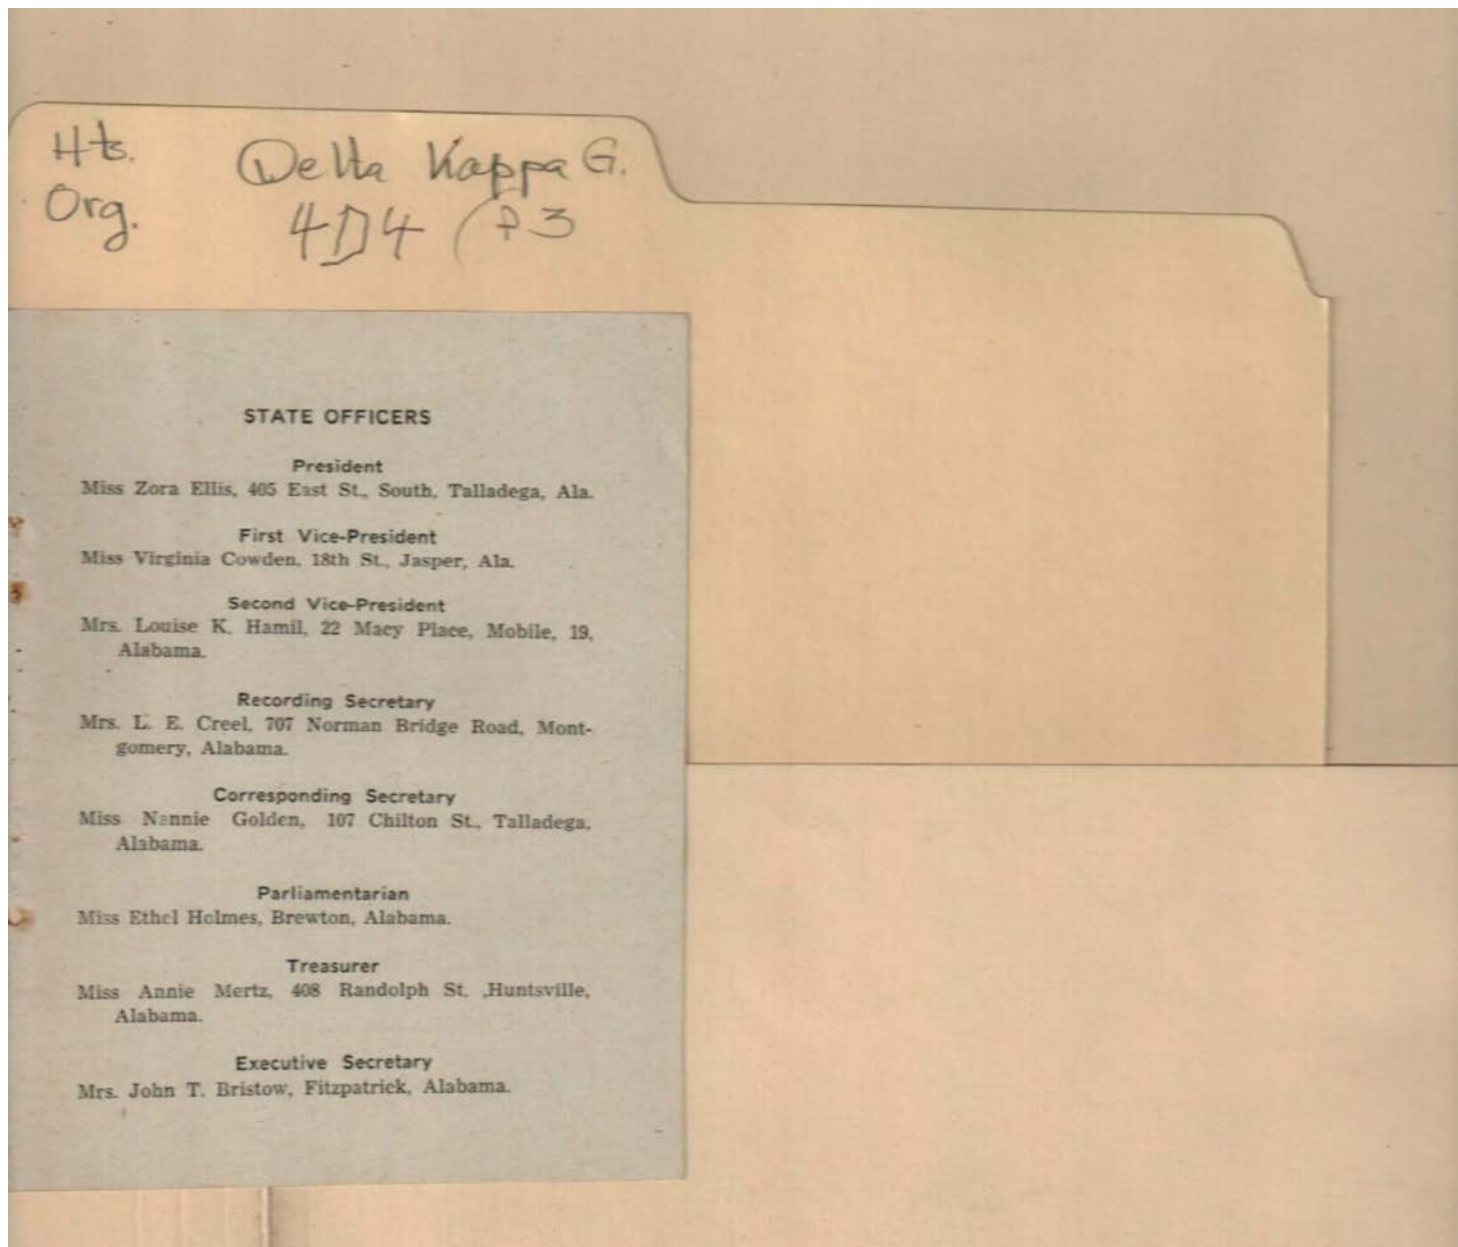 Hts. Delta Kappa G.
Org. 4D4 (P3
STATE OFFICERS
President
Miss Zora Ellis, 405 East St., South, Talladega, Ala.
First Vice-President
Miss Virginia Cowden, 18th St., Jasper, Ala.
Second Vice-President
Mrs. Louise K. Hamil, 22 Macy Place, Mobile, 19,
Alabama.
Recording Secretary
Mrs. L. E. Creel, 707 Norman Bridge Road, Mont-
gomery, Alabama.
Corresponding Secretary
Miss Nannie Golden, 107 Chilton St., Talladega,
Alabama.
Parliamentarian
Miss Ethel Holmes, Brewton, Alabama.
Treasurer
Miss Annie Mertz, 408 Randolph St. ,Huntsville,
Alabama.
Executive Secretary
Mrs. John T. Bristow, Fitzpatrick, Alabama.